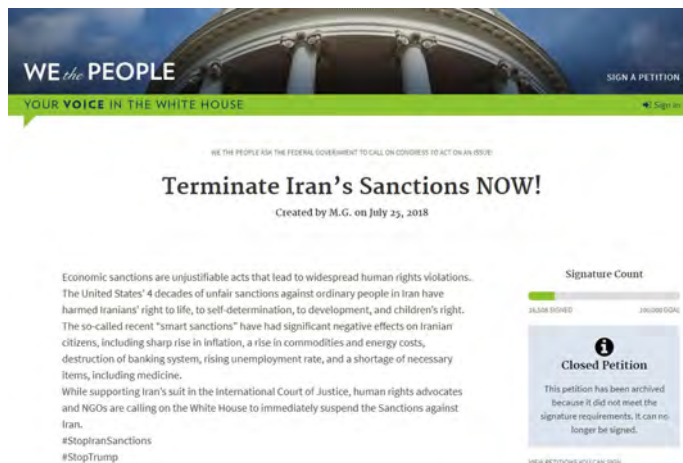 WE the PEOPLE
SIGN A PETITION
YOUR VOICE IN THE WHITE HOUSE
Sign in
WE THE PEOPLE ASK THE FEDERAL GOVERNMENT TO CALL ON CONGRESS TO ACT ON AN ISSUE:
Terminate Iran's Sanctions NOW!
Created by M.G. on July 25, 2018
Economic sanctions are unjustifiable acts that lead to widespread human rights violations.
The United States' 4 decades of unfair sanctions against ordinary people in Iran have
harmed Iranians' right to life, to self-determination, to development, and children's right.
The so-called recent "smart sanctions" have had significant negative effects on Iranian
citizens, including sharp rise in inflation, a rise in commodities and energy costs,
destruction of banking system, rising unemployment rate, and a shortage of necessary
items, including medicine.
While supporting Iran's suit in the International Court of Justice, human rights advocates
and NGOs are calling on the White House to immediately suspend the Sanctions against
Iran.
#StopIranSanctions
#StopTrump
Signature Count
SIGNED
100,000 GOAL
Closed Petition
This petition has been archived
because it did not meet the
signature requirements. It can no
longer be signed.
VIEW PETITIONS YOU CAN SIGN